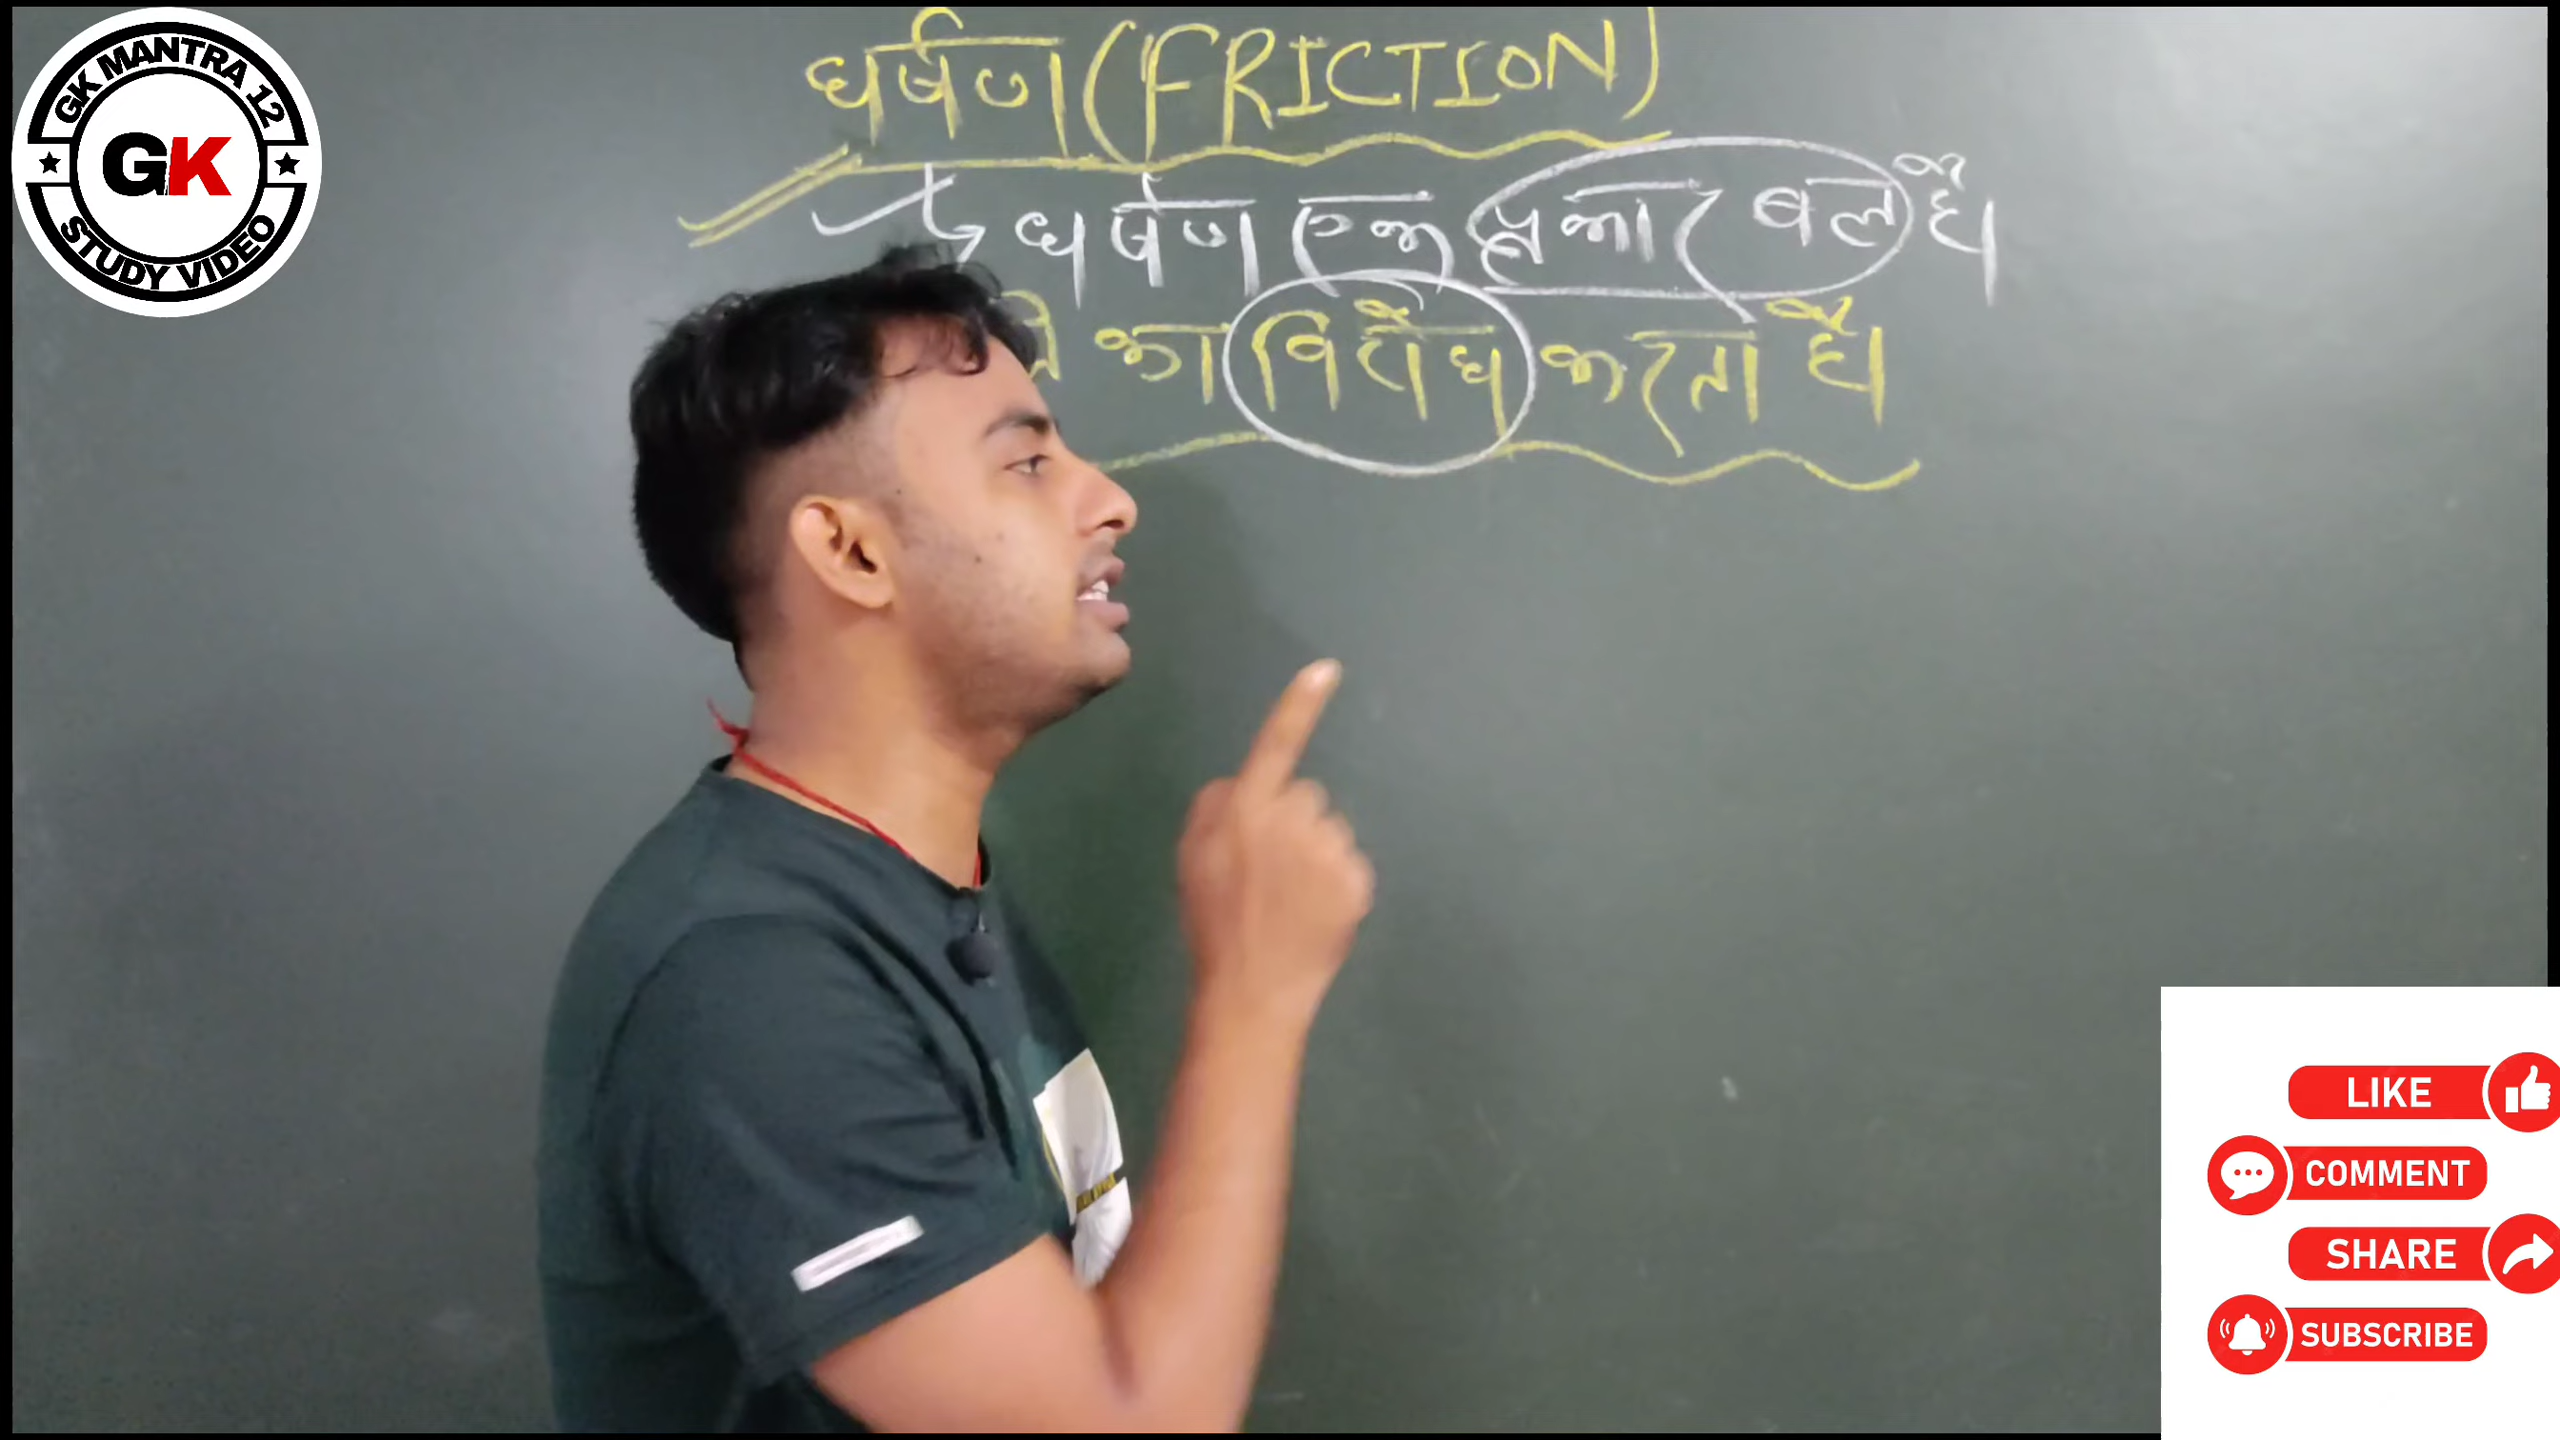 GK MANTRA 12
GK
STUDY VIDEO
घर्षण (FRICTION)
घर्षण एक प्रकार बल है
का विरोध करता है
LIKE
COMMENT
SHARE
SUBSCRIBE